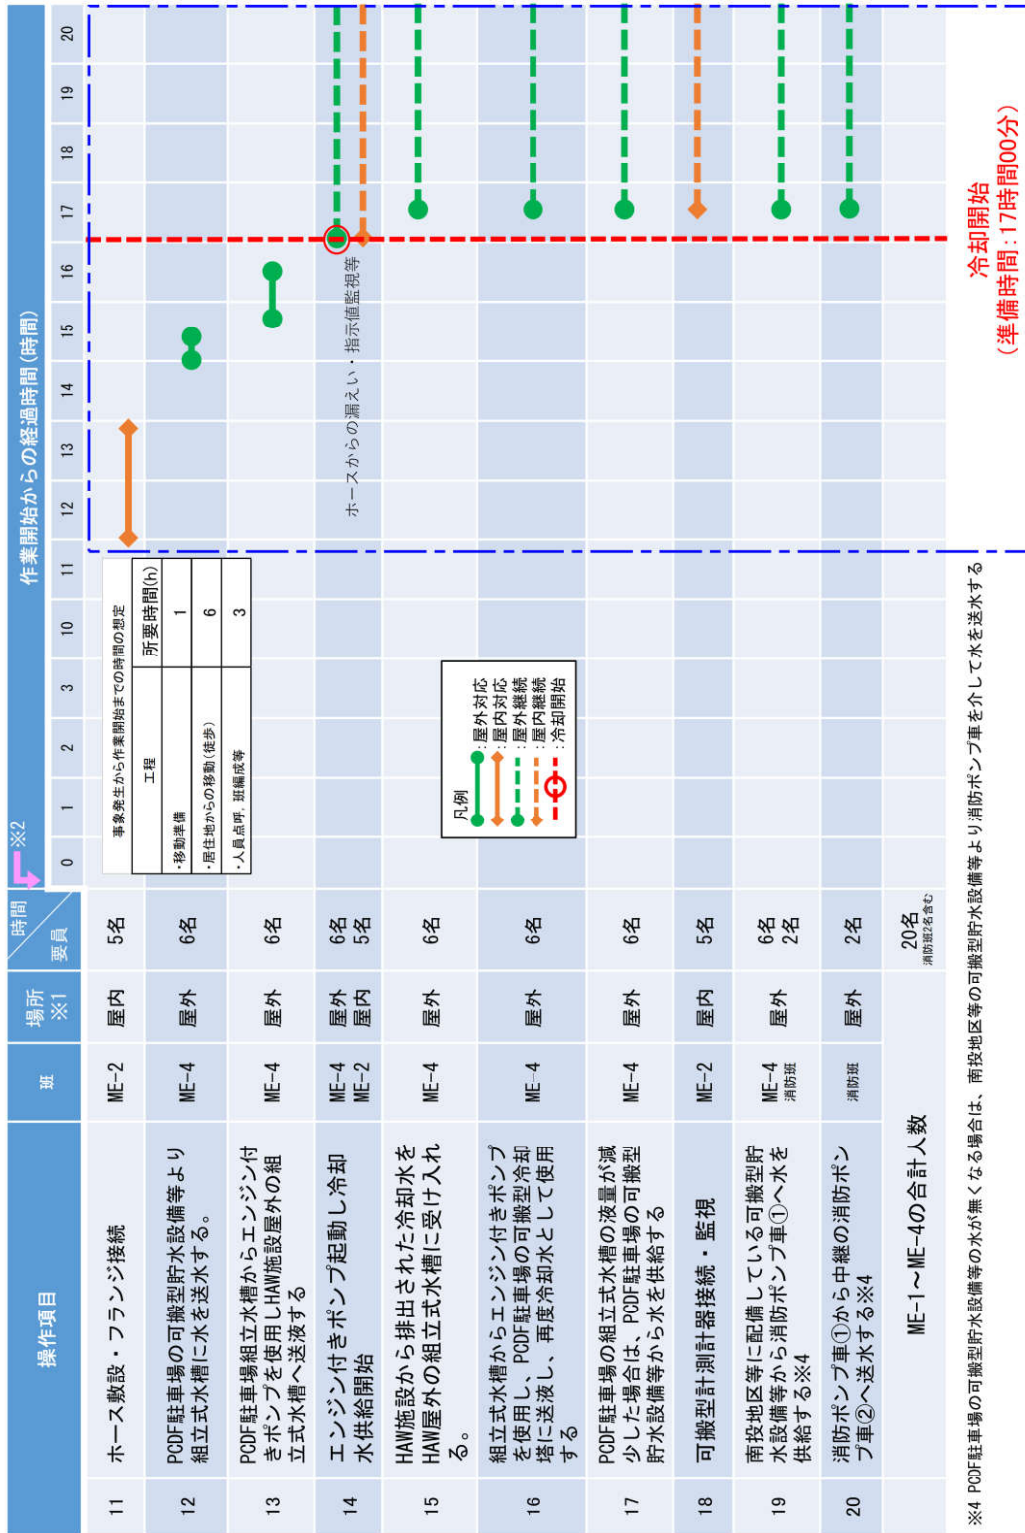 操作項目
班
場所
※1
時間
要員
※2
作業開始からの経過時間(時間)
0 1 2 3 10 11 12 13 14 15 16 17 18 19 20
11
ホース敷設・フランジ接続
ME-2
屋内
5名
12
PCDF駐車場の可搬型貯水設備等より
組立式水槽に水を送水する。
ME-4
屋外
6名
13
PCDF駐車場組立水槽からエンジン付
きポンプを使用しHAW施設屋外の組
立式水槽へ送液する
ME-4
屋外
6名
14
エンジン付きポンプ起動し冷却
水供給開始
ME-4
ME-2
屋外
屋内
6名
5名
ホースからの漏えい・指示値監視等
15
HAW施設から排出された冷却水を
HAW屋外の組立式水槽に受け入れ
る。
ME-4
屋外
6名
16
組立式水槽からエンジン付きポンプ
を使用し、PCDF駐車場の可搬型冷却
塔に送液し、再度冷却水として使用
する
ME-4
屋外
6名
17
PCDF駐車場の組立式水槽の液量が減
少した場合は、PCDF駐車場の可搬型
貯水設備等から水を供給する
ME-4
屋外
6名
18
可搬型計測計器接続・監視
ME-2
屋内
5名
19
南投地区等に配備している可搬型貯
水設備等から消防ポンプ車①へ水を
供給する※4
ME-4
消防班
屋外
6名
2名
20
消防ポンプ車①から中継の消防ポン
プ車②へ送水する※4
消防班
屋外
2名
ME-1～ME-4の合計人数
20名
消防班2名含む
事象発生から作業開始までの時間の想定
工程
所要時間(h)
・移動準備
1
・居住地からの移動(徒歩)
6
・人員点呼，班編成等
3
凡例
:屋外対応
:屋内対応
:屋外継続
:屋内継続
:冷却開始
冷却開始
(準備時間:17時間00分)
※4 PCDF駐車場の可搬型貯水設備等の水が無くなる場合は、南投地区等の可搬型貯水設備等より消防ポンプ車を介して水を送水する